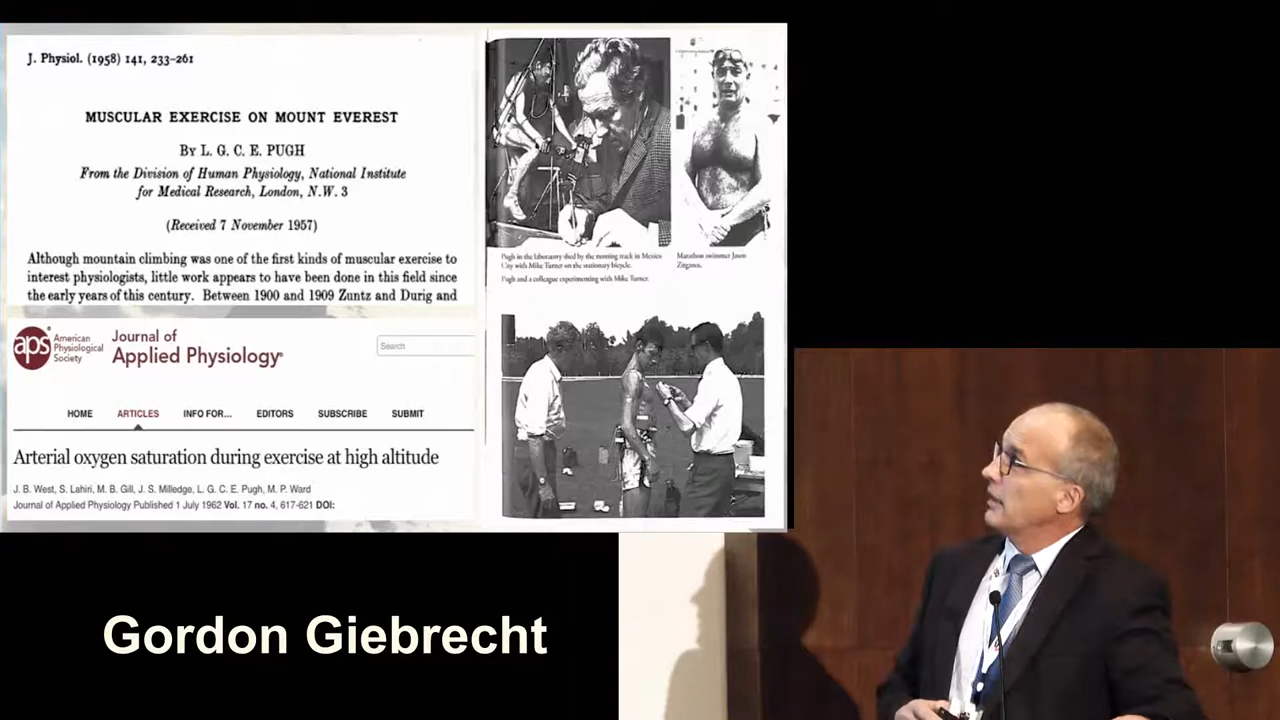 J. Physiol. (1958) 141, 233-261
MUSCULAR EXERCISE ON MOUNT EVEREST
By L. G. C. E. PUGH
From the Division of Human Physiology, National Institute
for Medical Research, London, N.W. 3
(Received 7 November 1957)
Although mountain climbing was one of the first kinds of muscular exercise to
interest physiologists, little work appears to have been done in this field since
the early years of this century. Between 1900 and 1909 Zuntz and Durig and
aps
American
Physiological
Society
®
Journal of
Applied Physiology®
Search
HOME ARTICLES INFO FOR... EDITORS SUBSCRIBE SUBMIT
Arterial oxygen saturation during exercise at high altitude
J. B. West, S. Lahiri, M. B. Gill, J. S. Milledge, L. G. C. E. Pugh, M. P. Ward
Journal of Applied Physiology Published 1 July 1962 Vol. 17 no. 4, 617-621 DOI:
Pugh in the laboratory shed by the running track in Mexico
City with Mike Turner on the stationary bicycle.
Pugh and a colleague experimenting with Mike Turner.
Marathon swimmer Jason
Zirganos.
Gordon Giebrecht